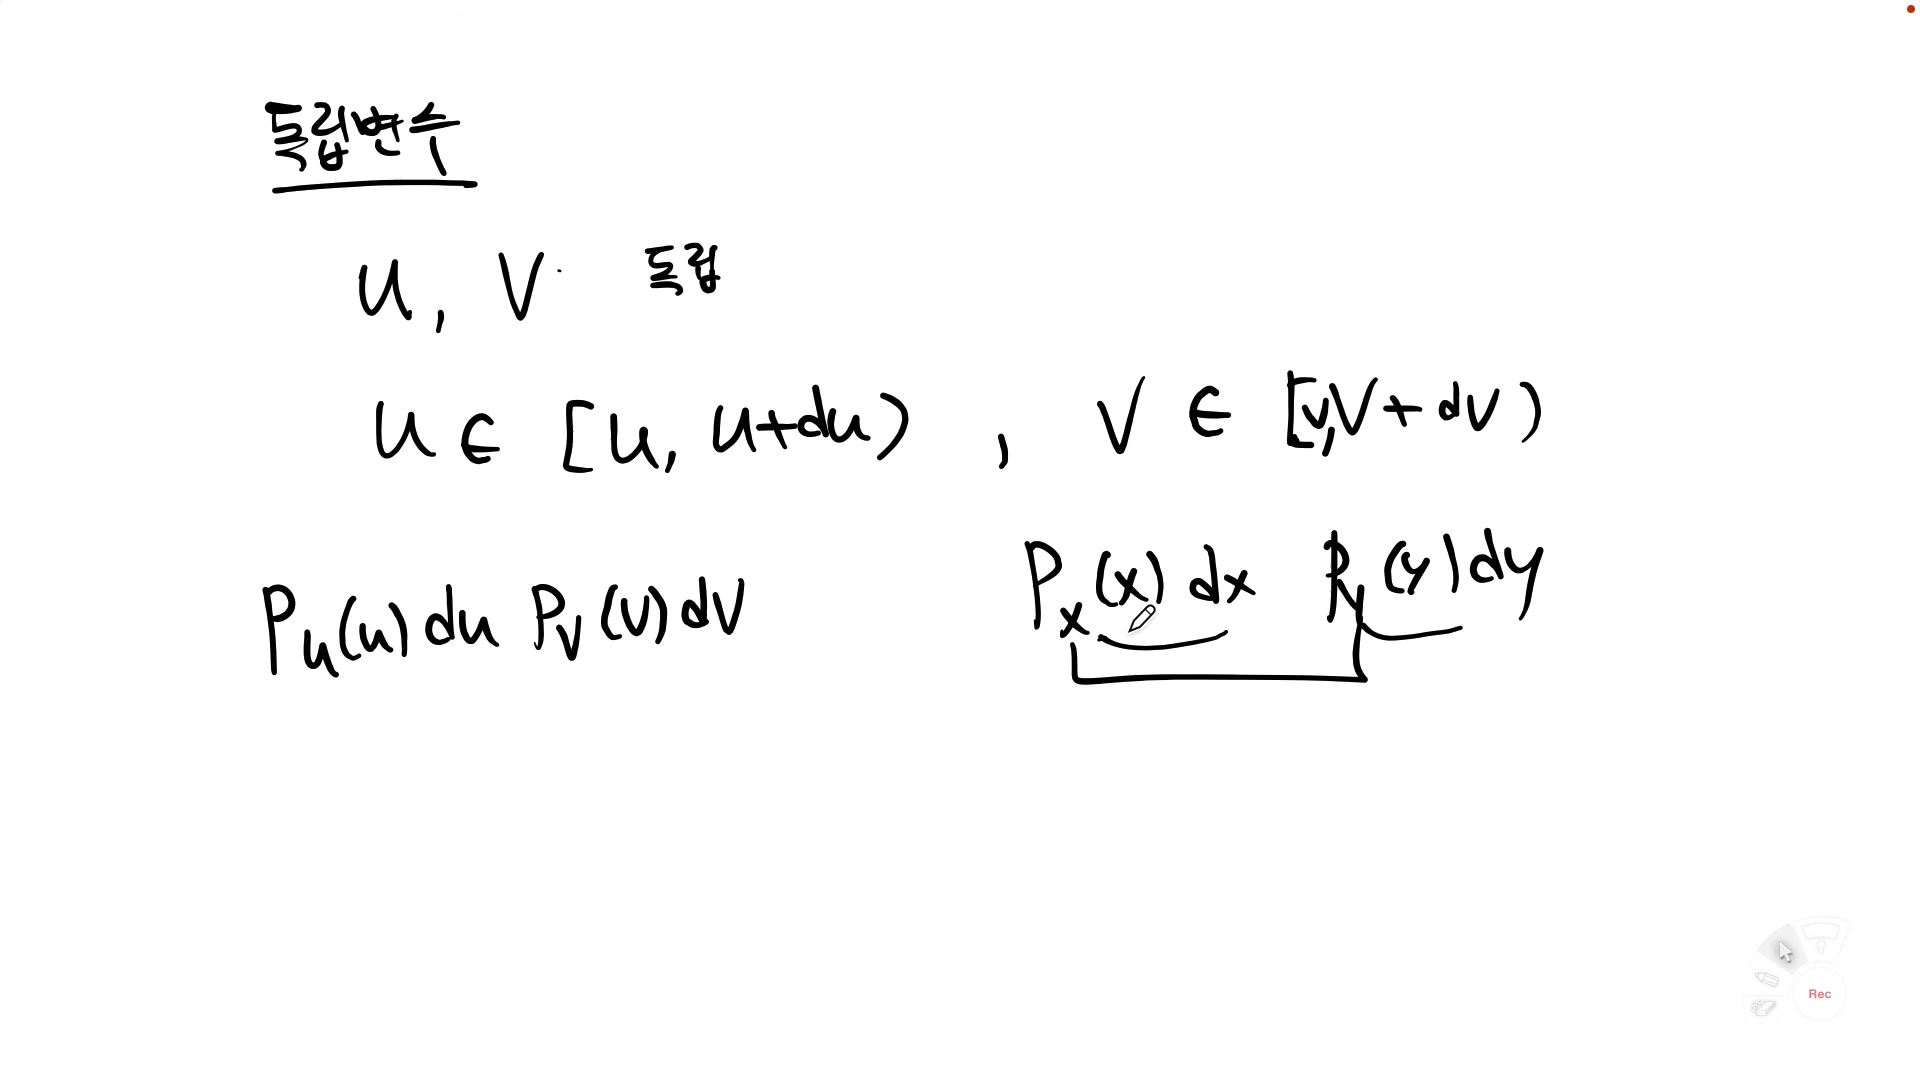 독립변수
u, v 독립
u ∈ [u, u+du) , v ∈ [v, v+dv)
P_u(u)du P_v(v)dv P_x(x)dx P_y(y)dy
Rec